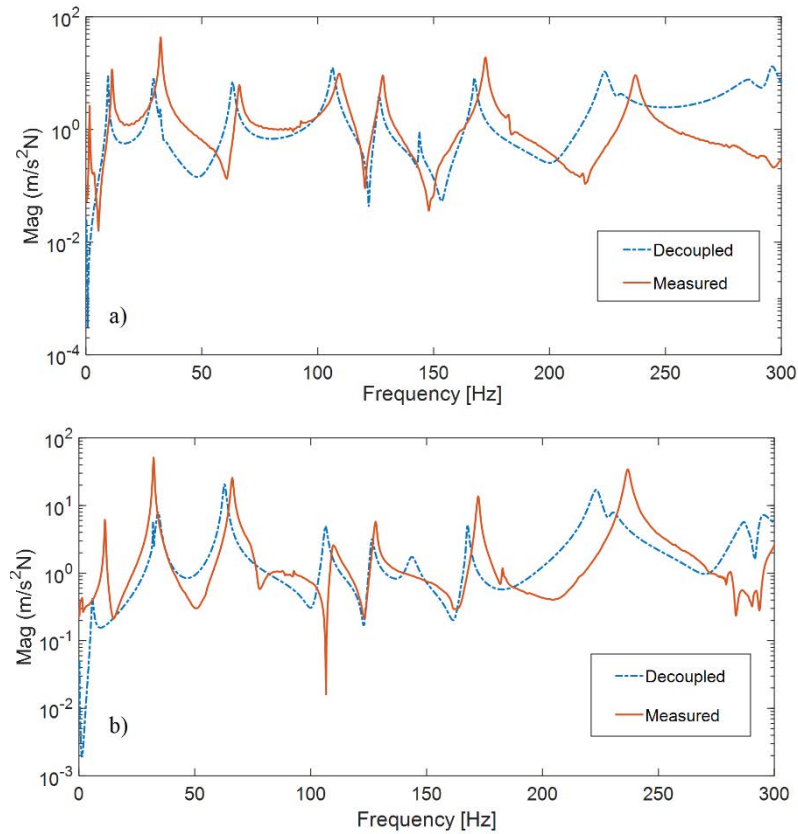 10^2
10^0
10^-2
10^-4
Mag (m/s^2N)
Decoupled
Measured
a)
0 50 100 150 200 250 300
Frequency [Hz]
10^2
10^1
10^0
10^-1
10^-2
10^-3
Mag (m/s^2N)
Decoupled
Measured
b)
0 50 100 150 200 250 300
Frequency [Hz]